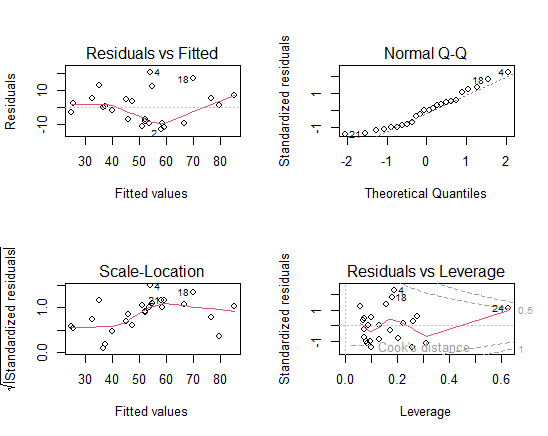 Residuals vs Fitted
Residuals
-10
10
4
18
2
30 40 50 60 70 80
Fitted values
Normal Q-Q
Standardized residuals
-1
1
4
18
21
-2 -1 0 1 2
Theoretical Quantiles
Scale-Location
√|Standardized residuals|
0.0
1.0
4
18
21
30 40 50 60 70 80
Fitted values
Residuals vs Leverage
Standardized residuals
-1
1
4
18
24
0.5
1
Cook's distance
0.0 0.2 0.4 0.6
Leverage